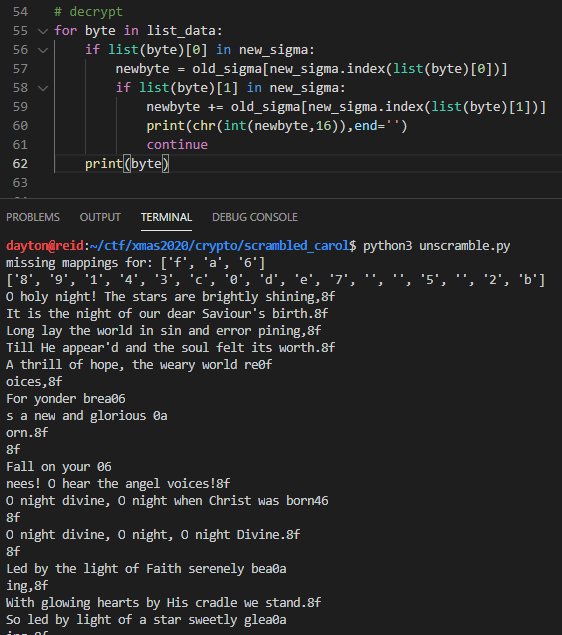 54 # decrypt
55 for byte in list_data:
56 if list(byte)[0] in new_sigma:
57 newbyte = old_sigma[new_sigma.index(list(byte)[0])]
58 if list(byte)[1] in new_sigma:
59 newbyte += old_sigma[new_sigma.index(list(byte)[1])]
60 print(chr(int(newbyte,16)),end='')
61 continue
62 print(byte)
63
PROBLEMS OUTPUT TERMINAL DEBUG CONSOLE
dayton@reid:~/ctf/xmas2020/crypto/scrambled_carol$ python3 unscramble.py
missing mappings for: ['f', 'a', '6']
['8', '9', '1', '4', '3', 'c', '0', 'd', 'e', '7', '', '', '5', '', '2', 'b']
O holy night! The stars are brightly shining,8f
It is the night of our dear Saviour's birth.8f
Long lay the world in sin and error pining,8f
Till He appear'd and the soul felt its worth.8f
A thrill of hope, the weary world re0f
oices,8f
For yonder brea06
s a new and glorious 0a
orn.8f
8f
Fall on your 06
nees! O hear the angel voices!8f
O night divine, O night when Christ was born46
8f
O night divine, O night, O night Divine.8f
8f
Led by the light of Faith serenely bea0a
ing,8f
With glowing hearts by His cradle we stand.8f
So led by light of a star sweetly glea0a
ing,8f